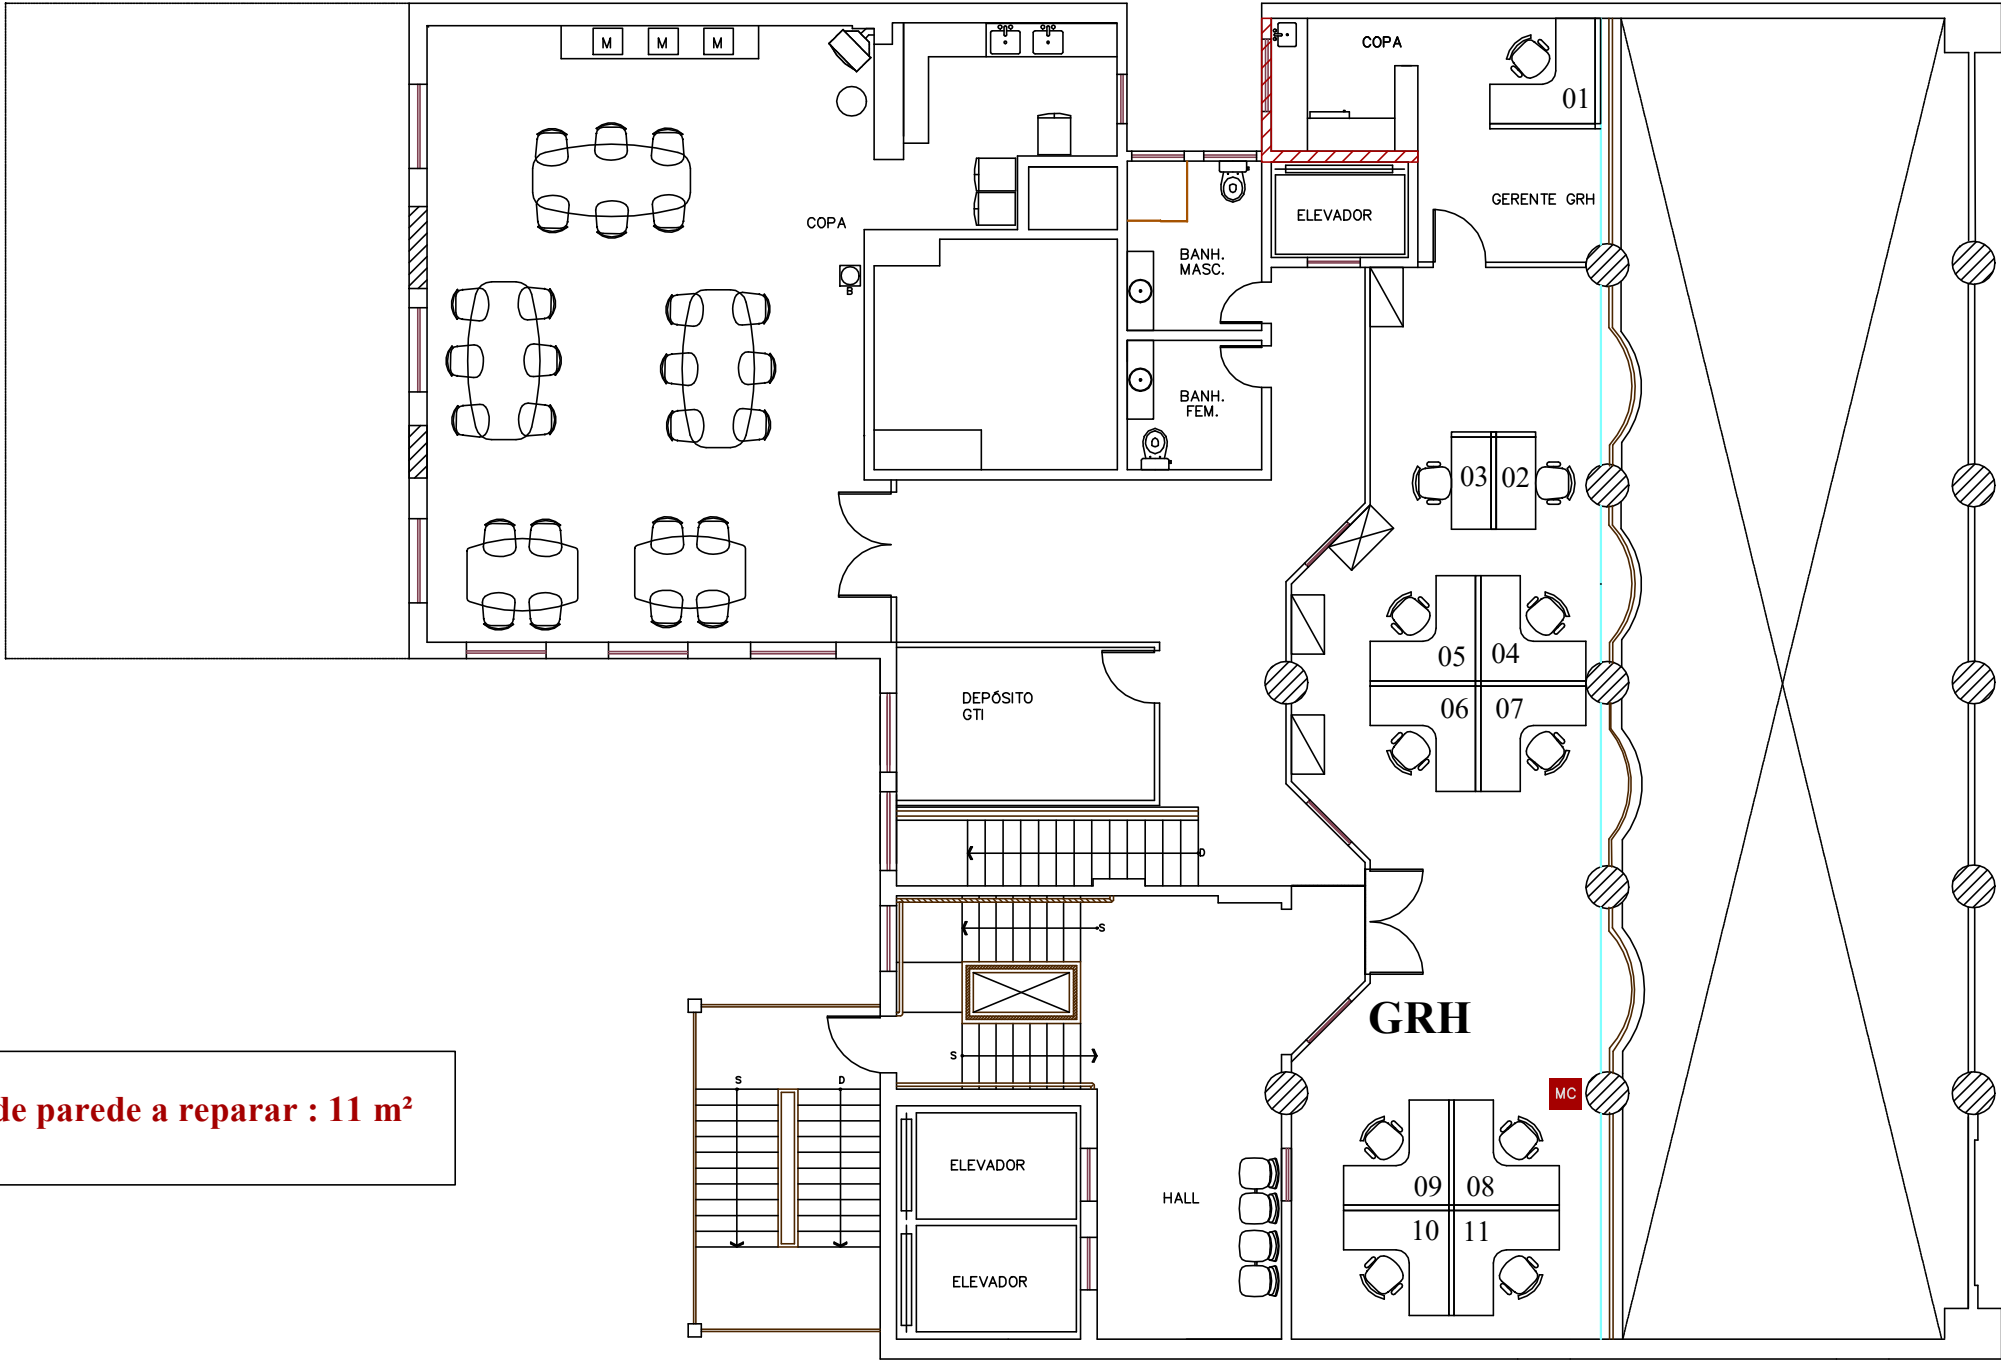 M M M
COPA
01
GERENTE GRH
COPA
ELEVADOR
BANH.
MASC.
B
BANH.
FEM.
03 02
05 04
06 07
DEPÓSITO
GTI
D
S
GRH
S
S D
de parede a reparar : 11 m²
MC
ELEVADOR
HALL
09 08
10 11
ELEVADOR